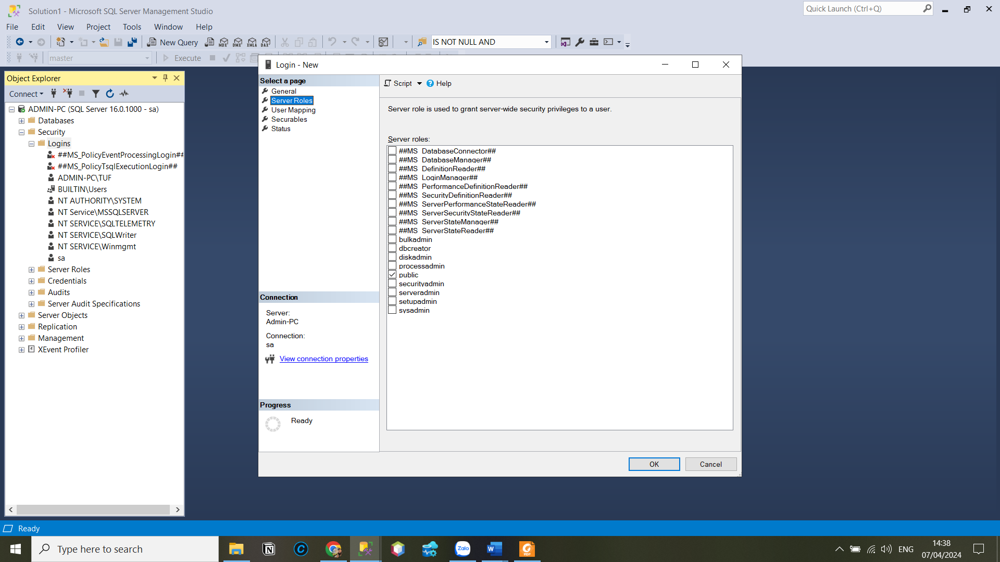 Solution1 - Microsoft SQL Server Management Studio
Quick Launch (Ctrl+Q)
File Edit View Project Tools Window Help
New Query MDX DMX XMLA DAX IS NOT NULL AND
master Execute
Object Explorer
Connect
ADMIN-PC (SQL Server 16.0.1000 - sa)
Databases
Security
Logins
##MS_PolicyEventProcessingLogin##
##MS_PolicyTsqlExecutionLogin##
ADMIN-PC\TUF
BUILTIN\Users
NT AUTHORITY\SYSTEM
NT Service\MSSQLSERVER
NT SERVICE\SQLTELEMETRY
NT SERVICE\SQLWriter
NT SERVICE\Winmgmt
sa
Server Roles
Credentials
Audits
Server Audit Specifications
Server Objects
Replication
Management
XEvent Profiler
Login - New
Select a page
General
Server Roles
User Mapping
Securables
Status
Connection
Server:
Admin-PC
Connection:
sa
View connection properties
Progress
Ready
Script Help
Server role is used to grant server-wide security privileges to a user.
Server roles:
##MS_DatabaseConnector##
##MS_DatabaseManager##
##MS_DefinitionReader##
##MS_LoginManager##
##MS_PerformanceDefinitionReader##
##MS_SecurityDefinitionReader##
##MS_ServerPerformanceStateReader##
##MS_ServerSecurityStateReader##
##MS_ServerStateManager##
##MS_ServerStateReader##
bulkadmin
dbcreator
diskadmin
processadmin
public
securityadmin
serveradmin
setupadmin
sysadmin
OK Cancel
Ready
Type here to search
Zalo
W
PDF
ENG
14:38
07/04/2024